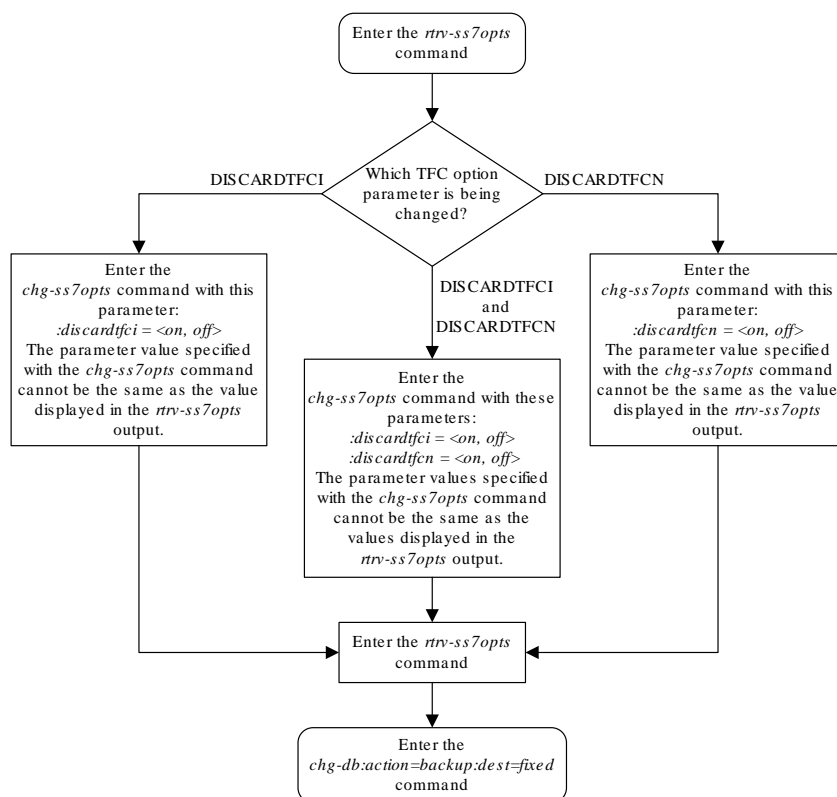 Enter the rtrv-ss7opts
command
Which TFC option
parameter is being
changed?
DISCARDTFCI
DISCARDTFCN
DISCARDTFCI
and
DISCARDTFCN
Enter the
chg-ss7opts command with this
parameter:
:discardtfci = <on, off>
The parameter value specified
with the chg-ss7opts command
cannot be the same as the value
displayed in the rtrv-ss7opts
output.
Enter the
chg-ss7opts command with these
parameters:
:discardtfci = <on, off>
:discardtfcn = <on, off>
The parameter values specified
with the chg-ss7opts command
cannot be the same as the
values displayed in the
rtrv-ss7opts output.
Enter the
chg-ss7opts command with this
parameter:
:discardtfcn = <on, off>
The parameter value specified
with the chg-ss7opts command
cannot be the same as the value
displayed in the rtrv-ss7opts
output.
Enter the rtrv-ss7opts
command
Enter the
chg-db:action=backup:dest=fixed
command